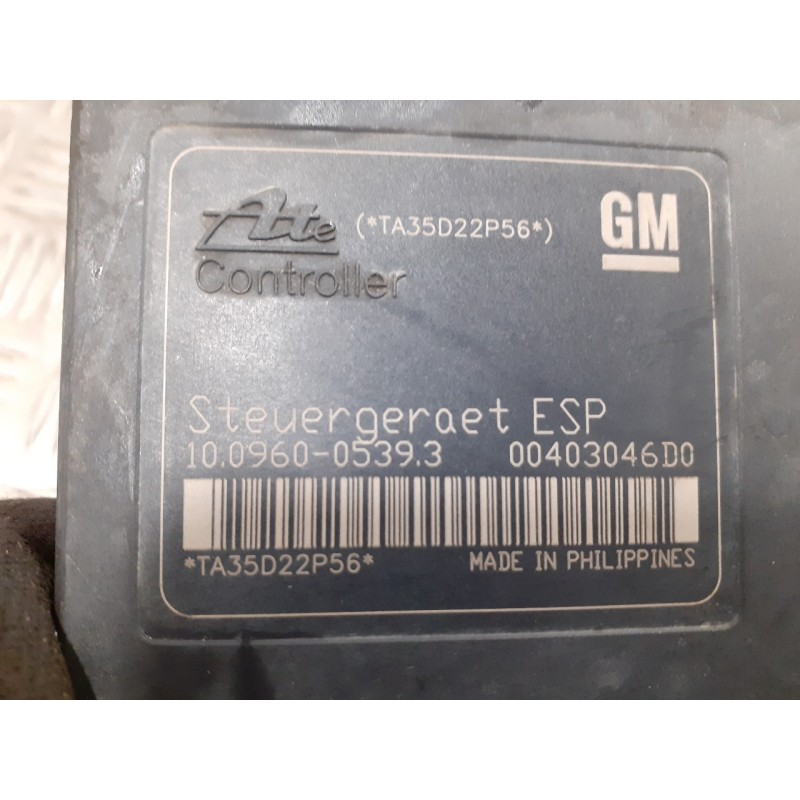 Ate (*TA35D22P56*) GM
Controller
Steuergeraet ESP
10.0960-0539.3 00403046D0
*TA35D22P56* MADE IN PHILIPPINES